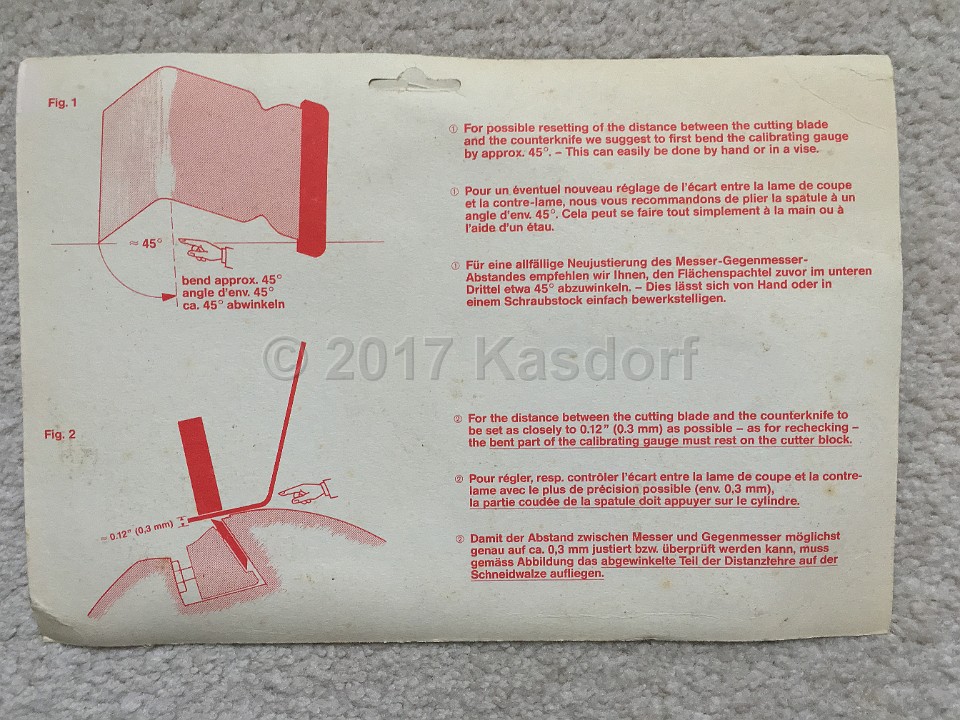 Fig. 1
① For possible resetting of the distance between the cutting blade
and the counterknife we suggest to first bend the calibrating gauge
by approx. 45°. – This can easily be done by hand or in a vise.
① Pour un éventuel nouveau réglage de l'écart entre la lame de coupe
et la contre-lame, nous vous recommandons de plier la spatule à un
angle d'env. 45°. Cela peut se faire tout simplement à la main ou à
l'aide d'un étau.
① Für eine allfällige Neujustierung des Messer-Gegenmesser-
Abstandes empfehlen wir Ihnen, den Flächenspachtel zuvor im unteren
Drittel etwa 45° abzuwinkeln. – Dies lässt sich von Hand oder in
einem Schraubstock einfach bewerkstelligen.
≈ 45°
bend approx. 45°
angle d'env. 45°
ca. 45° abwinkeln
© 2017 Kasdorf
Fig. 2
≈ 0.12" (0,3 mm)
② For the distance between the cutting blade and the counterknife to
be set as closely to 0.12" (0.3 mm) as possible – as for rechecking –
the bent part of the calibrating gauge must rest on the cutter block.
② Pour régler, resp. contrôler l'écart entre la lame de coupe et la contre-
lame avec le plus de précision possible (env. 0,3 mm),
la partie coudée de la spatule doit appuyer sur le cylindre.
② Damit der Abstand zwischen Messer und Gegenmesser möglichst
genau auf ca. 0,3 mm justiert bzw. überprüft werden kann, muss
gemäss Abbildung das abgewinkelte Teil der Distanzlehre auf der
Schneidwalze aufliegen.